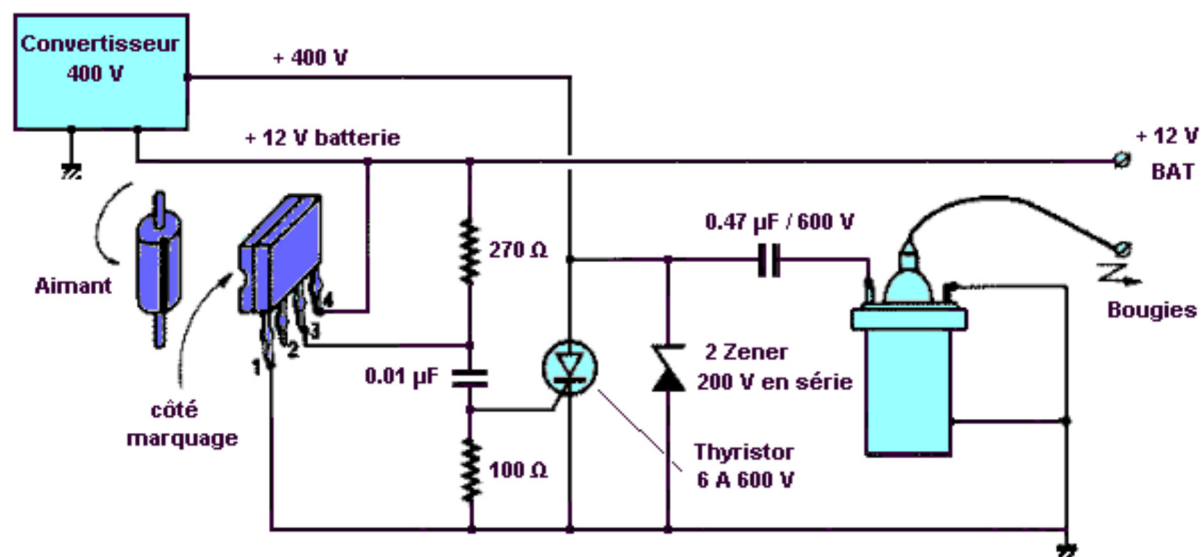 Convertisseur
400 V
+ 400 V
+ 12 V batterie
+ 12 V
BAT
Aimant
270 Ω
0.47 µF / 600 V
Bougies
4
3
2
1
0.01 µF
2 Zener
200 V en série
côté
marquage
100 Ω
Thyristor
6 A 600 V